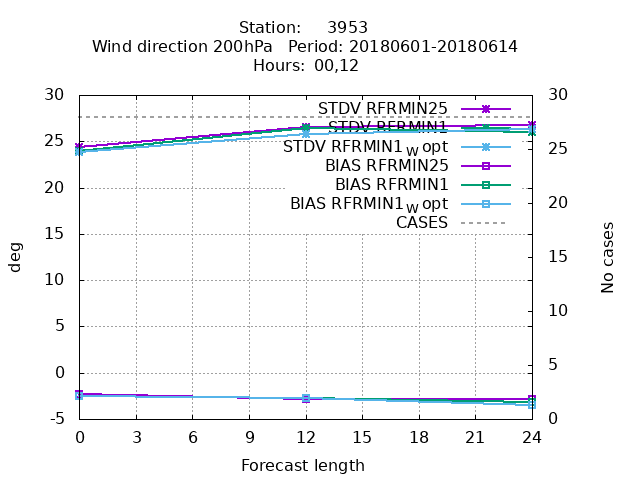 Station: 3953
Wind direction 200hPa Period: 20180601-20180614
Hours: 00,12
30 30
STDV RFRMIN25
STDV RFRMIN1
25 25
STDV RFRMIN1_W opt
BIAS RFRMIN25
BIAS RFRMIN1
20 20
BIAS RFRMIN1_W opt
CASES
15 15
deg
No cases
10 10
5 5
0
-5 0
0 3 6 9 12 15 18 21 24
Forecast length